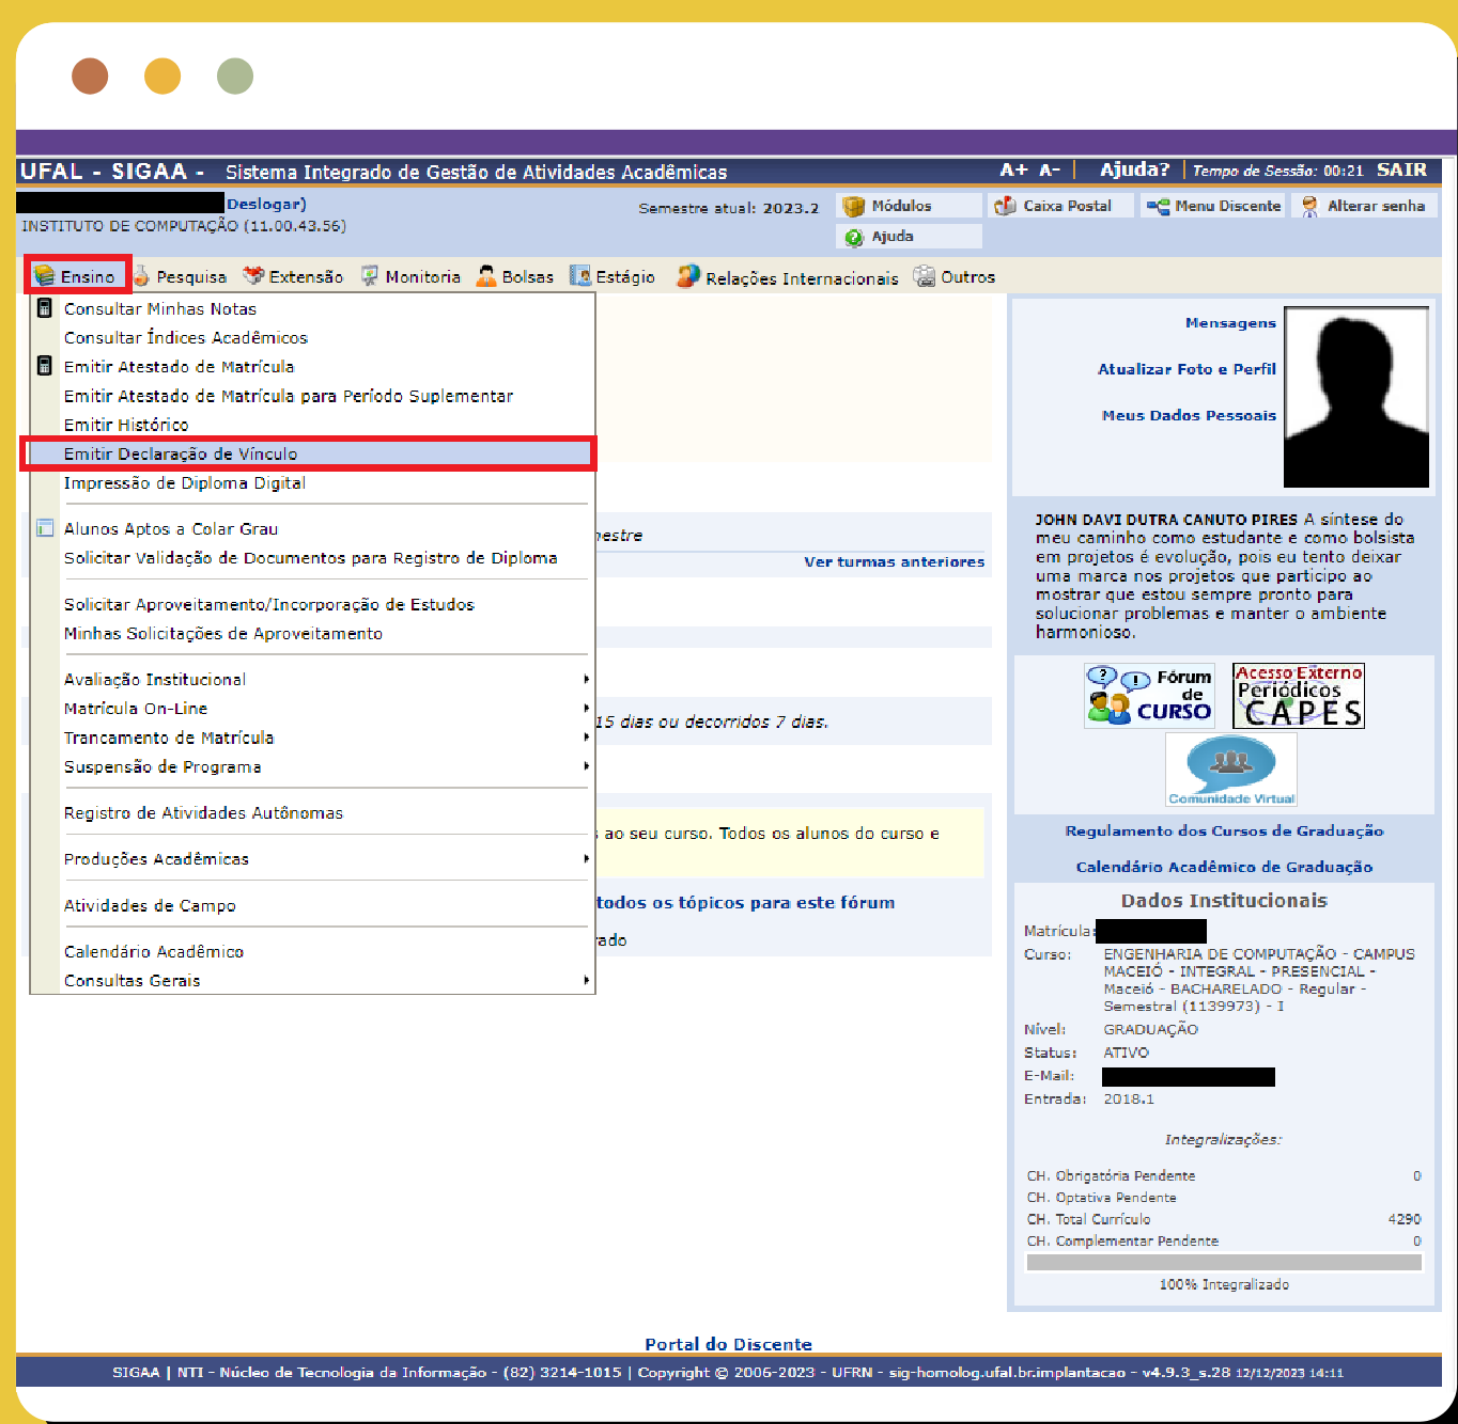 UFAL - SIGAA - Sistema Integrado de Gestão de Atividades Acadêmicas
A+ A- | Ajuda? | Tempo de Sessão: 00:21 SAIR
Deslogar)
INSTITUTO DE COMPUTAÇÃO (11.00.43.56)
Semestre atual: 2023.2
Módulos
Caixa Postal
Menu Discente
Alterar senha
Ajuda
Ensino Pesquisa Extensão Monitoria Bolsas Estágio Relações Internacionais Outros
Consultar Minhas Notas
Consultar Índices Acadêmicos
Emitir Atestado de Matrícula
Emitir Atestado de Matrícula para Período Suplementar
Emitir Histórico
Emitir Declaração de Vínculo
Impressão de Diploma Digital
Alunos Aptos a Colar Grau
Solicitar Validação de Documentos para Registro de Diploma
Solicitar Aproveitamento/Incorporação de Estudos
Minhas Solicitações de Aproveitamento
Avaliação Institucional
Matrícula On-Line
Trancamento de Matrícula
Suspensão de Programa
Registro de Atividades Autônomas
Produções Acadêmicas
Atividades de Campo
Calendário Acadêmico
Consultas Gerais
nestre
Ver turmas anteriores
15 dias ou decorridos 7 dias.
s ao seu curso. Todos os alunos do curso e
todos os tópicos para este fórum
rado
Mensagens
Atualizar Foto e Perfil
Meus Dados Pessoais
JOHN DAVI DUTRA CANUTO PIRES A síntese do
meu caminho como estudante e como bolsista
em projetos é evolução, pois eu tento deixar
uma marca nos projetos que participo ao
mostrar que estou sempre pronto para
solucionar problemas e manter o ambiente
harmonioso.
Fórum
de
CURSO
Acesso Externo
Periódicos
CAPES
Comunidade Virtual
Regulamento dos Cursos de Graduação
Calendário Acadêmico de Graduação
Dados Institucionais
Matrícula:
Curso: ENGENHARIA DE COMPUTAÇÃO - CAMPUS
MACEIÓ - INTEGRAL - PRESENCIAL -
Maceió - BACHARELADO - Regular -
Semestral (1139973) - I
Nível: GRADUAÇÃO
Status: ATIVO
E-Mail:
Entrada: 2018.1
Integralizações:
CH. Obrigatória Pendente 0
CH. Optativa Pendente
CH. Total Currículo 4290
CH. Complementar Pendente 0
100% Integralizado
Portal do Discente
SIGAA | NTI - Núcleo de Tecnologia da Informação - (82) 3214-1015 | Copyright © 2006-2023 - UFRN - sig-homolog.ufal.br.implantacao - v4.9.3_s.28 12/12/2023 14:11